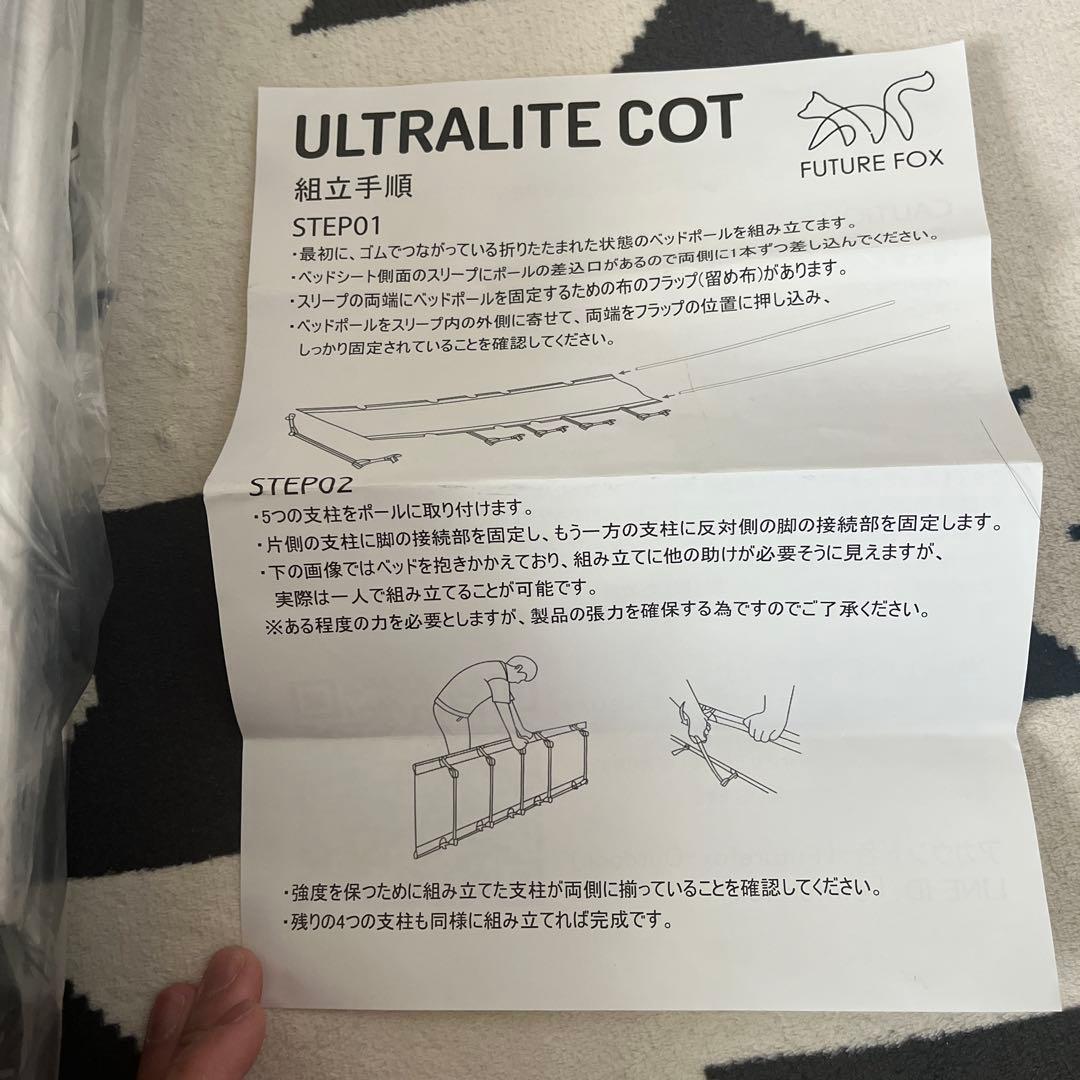 ULTRALITE COT
FUTURE FOX
組立手順
STEP01
・最初に、ゴムでつながっている折りたたまれた状態のベッドポールを組み立てます。
・ベッドシート側面のスリープにポールの差込口があるので両側に1本ずつ差し込んでください。
・スリープの両端にベッドポールを固定するための布のフラップ(留め布)があります。
・ベッドポールをスリープ内の外側に寄せて、両端をフラップの位置に押し込み、
しっかり固定されていることを確認してください。
STEP02
・5つの支柱をポールに取り付けます。
・片側の支柱に脚の接続部を固定し、もう一方の支柱に反対側の脚の接続部を固定します。
・下の画像ではベッドを抱きかかえており、組み立てに他の助けが必要そうに見えますが、
実際は一人で組み立てることが可能です。
※ある程度の力を必要としますが、製品の張力を確保する為ですのでご了承ください。
・強度を保つために組み立てた支柱が両側に揃っていることを確認してください。
・残りの4つの支柱も同様に組み立てれば完成です。